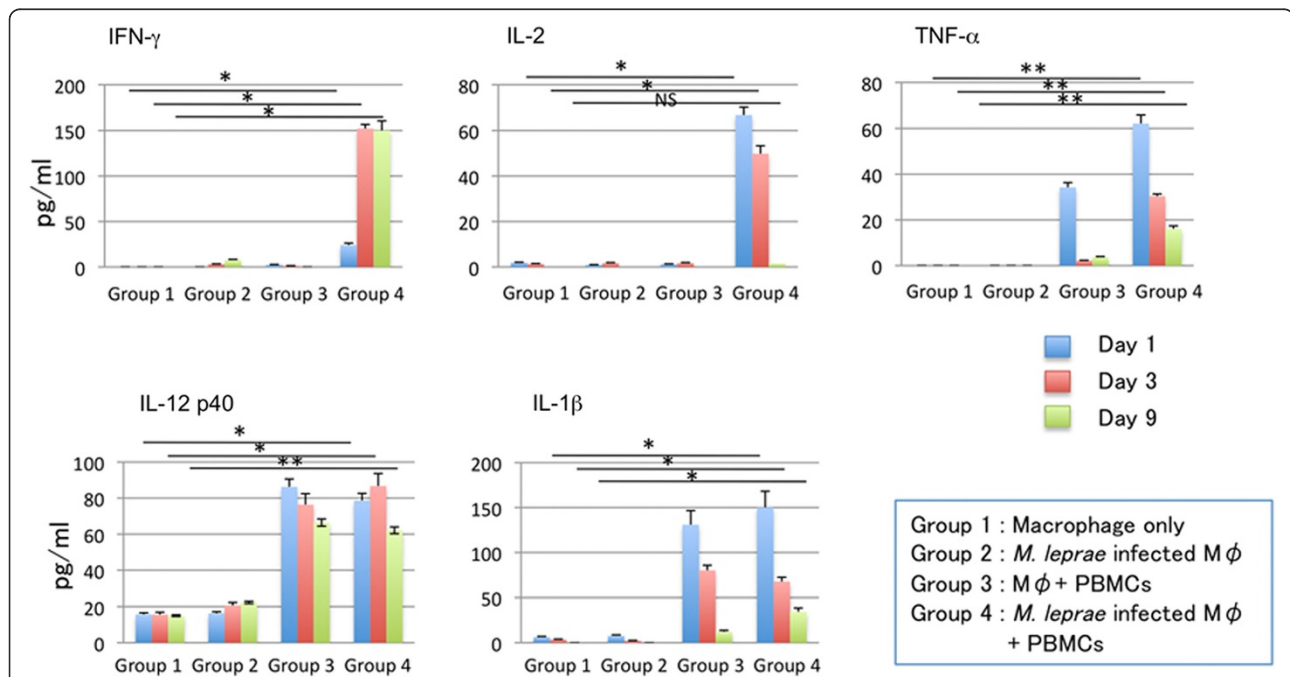 IFN-γ
*
*
*
pg/ml
200
150
100
50
0
Group 1 Group 2 Group 3 Group 4
IL-2
*
*
NS
80
60
40
20
0
Group 1 Group 2 Group 3 Group 4
TNF-α
**
**
**
80
60
40
20
0
Group 1 Group 2 Group 3 Group 4
Day 1
Day 3
Day 9
IL-12 p40
*
*
**
pg/ml
100
80
60
40
20
0
Group 1 Group 2 Group 3 Group 4
IL-1β
*
*
*
200
150
100
50
0
Group 1 Group 2 Group 3 Group 4
Group 1 : Macrophage only
Group 2 : M. leprae infected Mϕ
Group 3 : Mϕ + PBMCs
Group 4 : M. leprae infected Mϕ
+ PBMCs